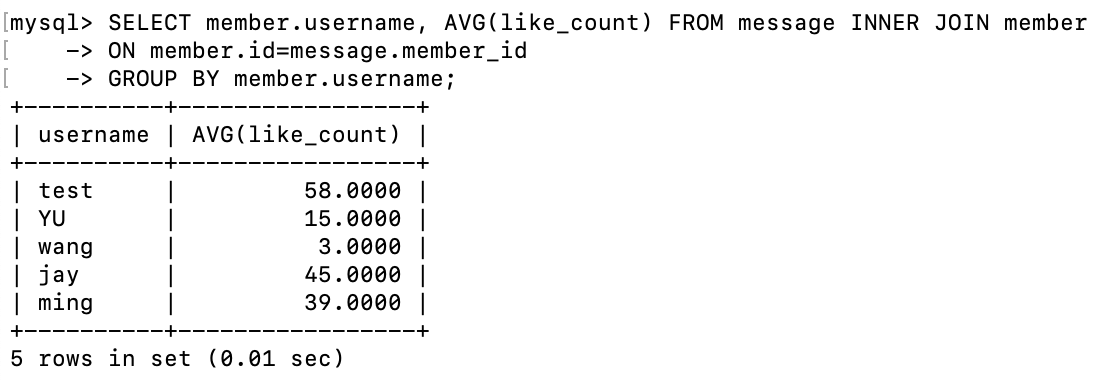 [mysql> SELECT member.username, AVG(like_count) FROM message INNER JOIN member
[    -> ON member.id=message.member_id
[    -> GROUP BY member.username;
+----------+-----------------+
| username | AVG(like_count) |
+----------+-----------------+
| test     |         58.0000 |
| YU       |         15.0000 |
| wang     |          3.0000 |
| jay      |         45.0000 |
| ming     |         39.0000 |
+----------+-----------------+
5 rows in set (0.01 sec)